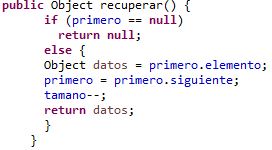 public Object recuperar() {
if (primero == null)
return null;
else {
Object datos = primero.elemento;
primero = primero.siguiente;
tamano--;
return datos;
}
}